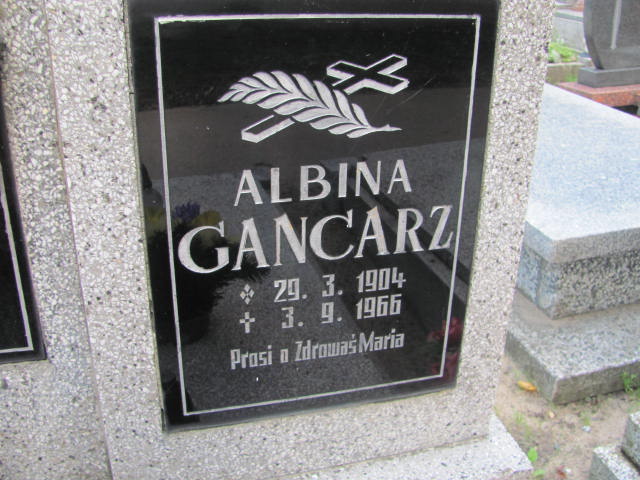 ALBINA
GANCARZ
29. 3. 1904
3. 9. 1966
Prosi o Zdrowaś Maria